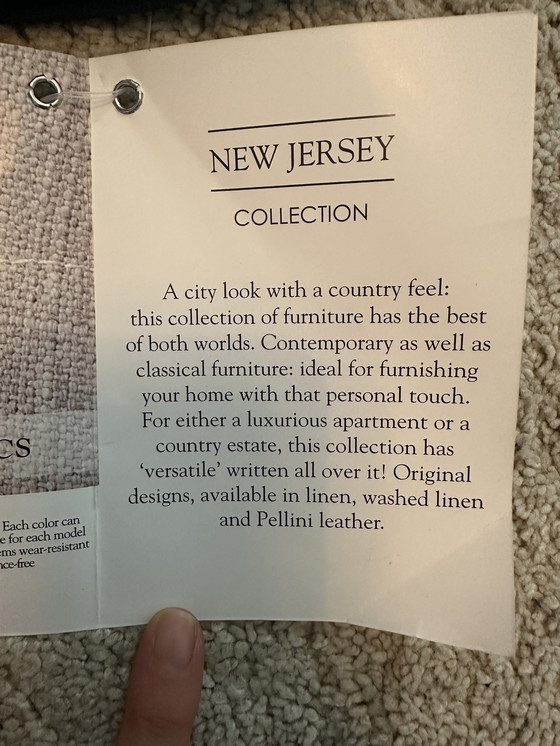 NEW JERSEY
COLLECTION
A city look with a country feel:
this collection of furniture has the best
of both worlds. Contemporary as well as
classical furniture: ideal for furnishing
your home with that personal touch.
For either a luxurious apartment or a
country estate, this collection has
‘versatile’ written all over it! Original
designs, available in linen, washed linen
and Pellini leather.
CS
Each color can
e for each model
ms wear-resistant
ce-free